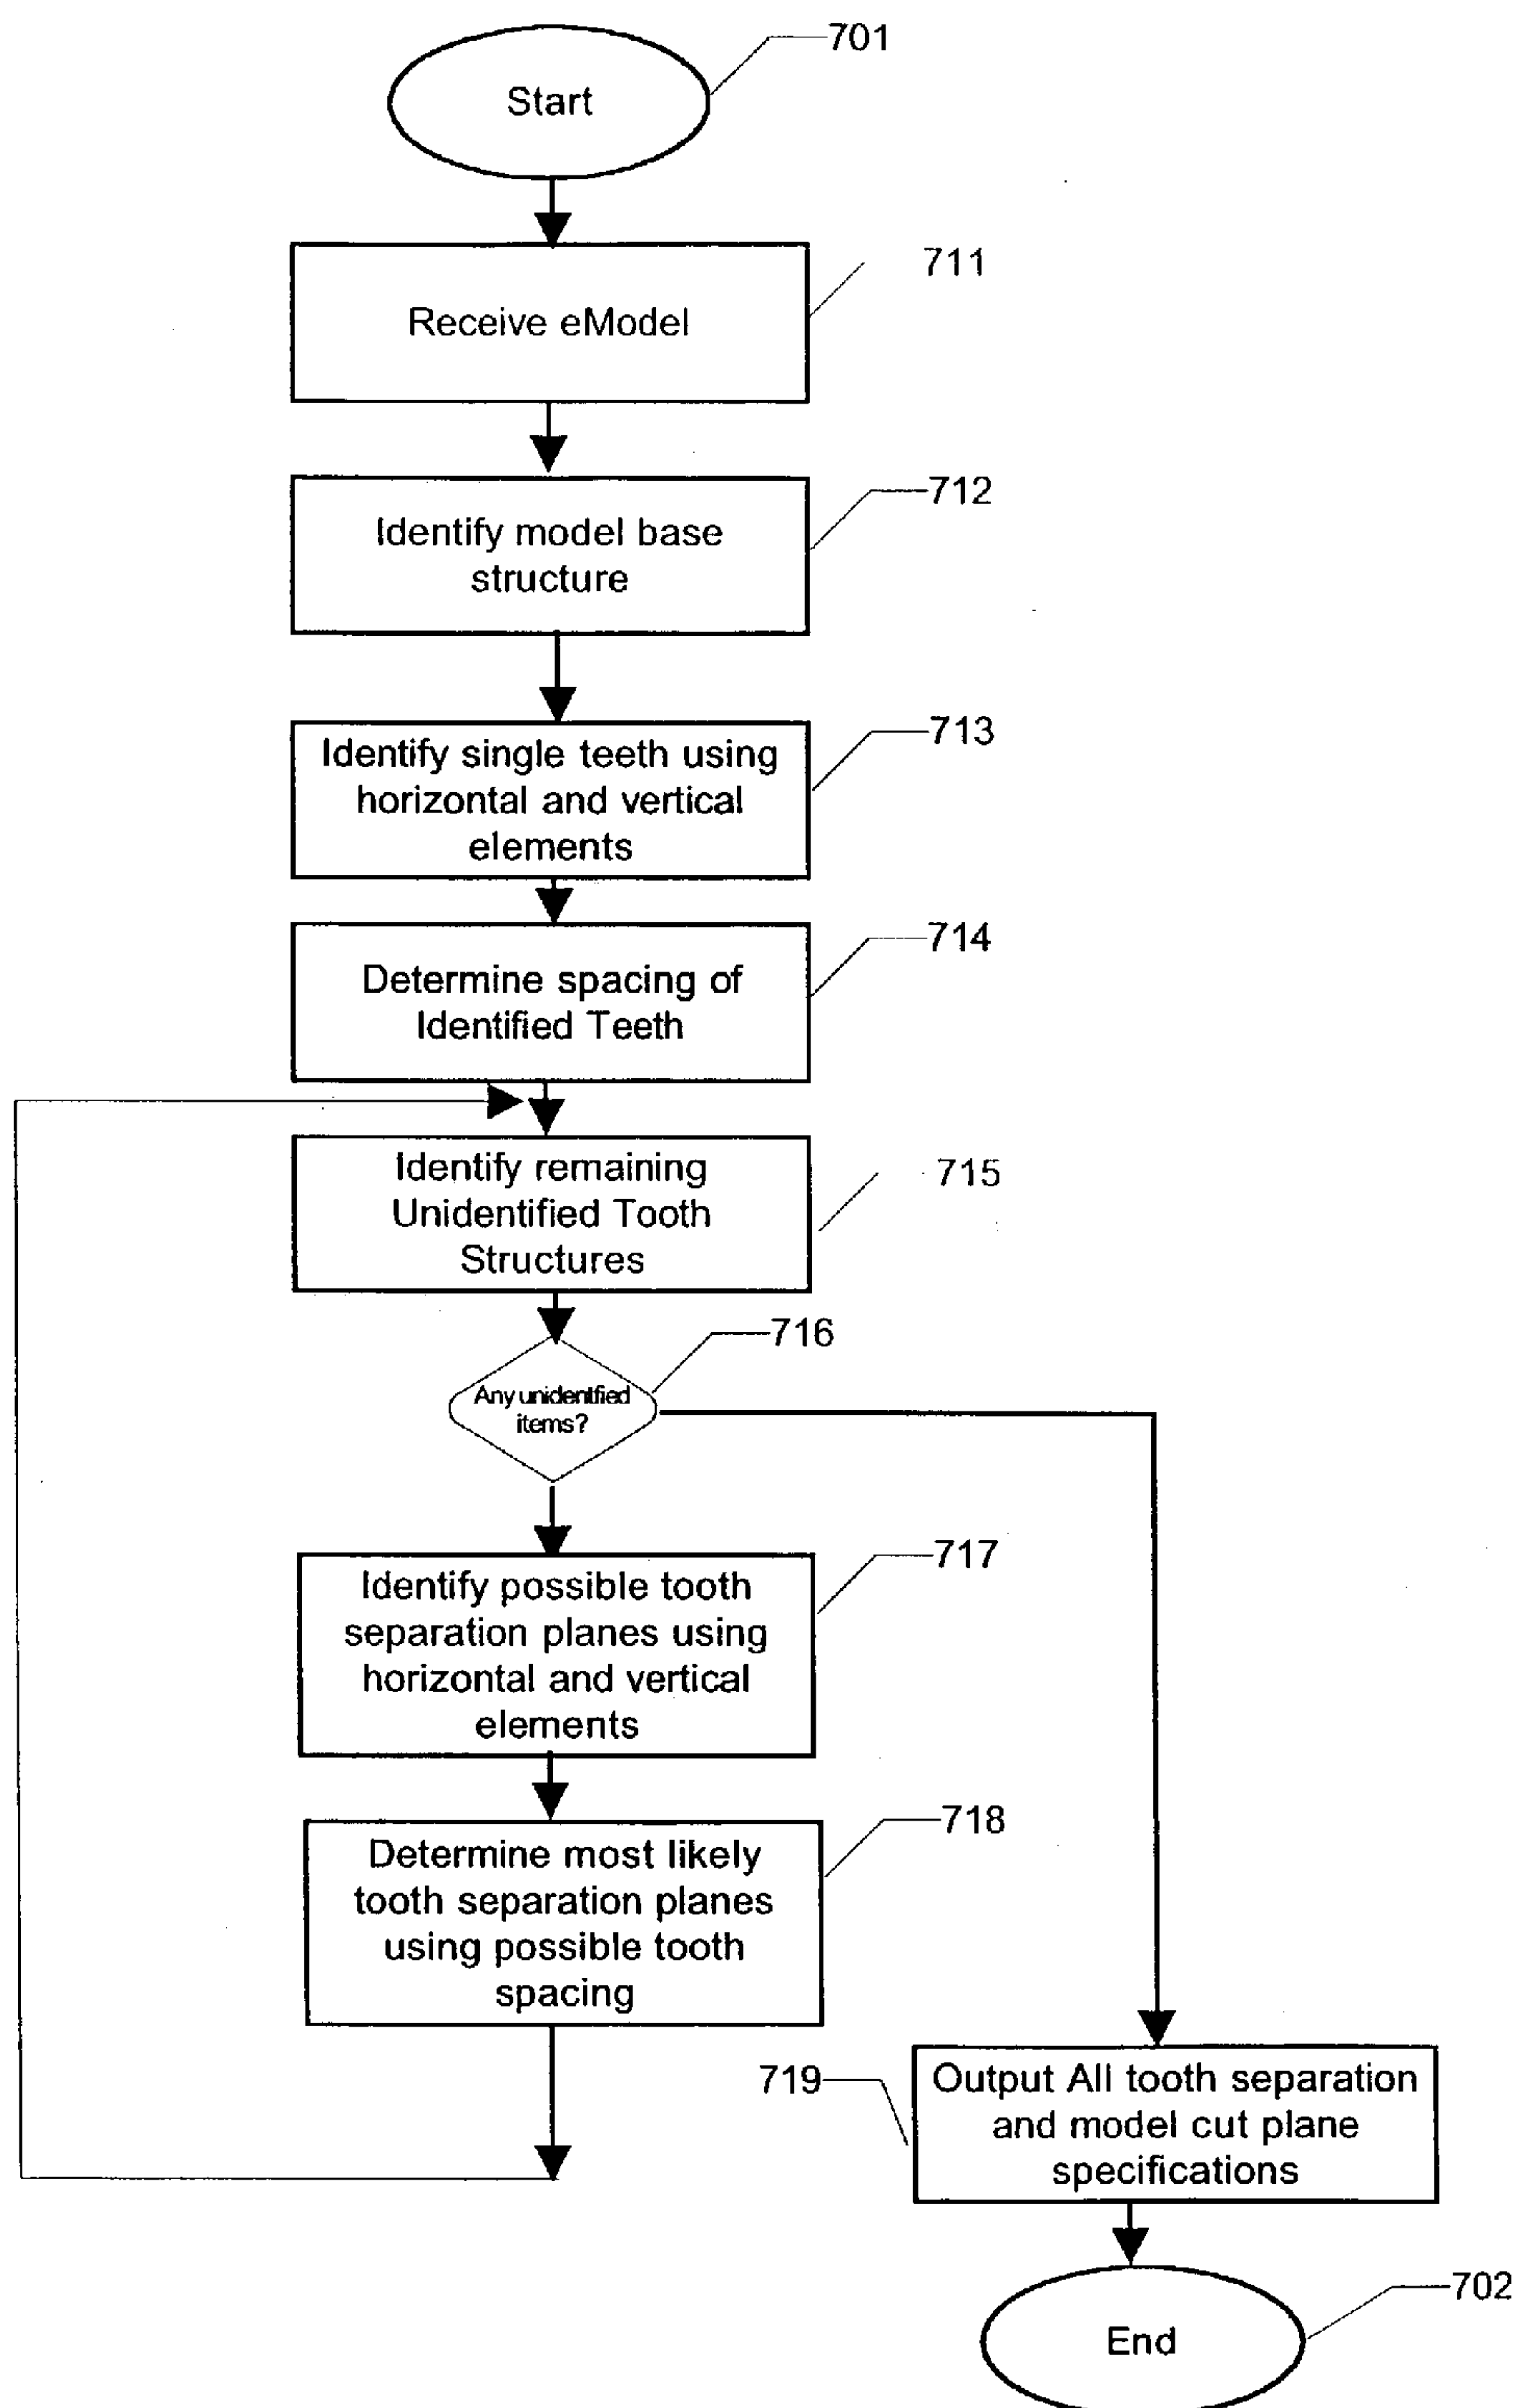 701
Start
711
Receive eModel
712
Identify model base
structure
713
Identify single teeth using
horizontal and vertical
elements
714
Determine spacing of
Identified Teeth
715
Identify remaining
Unidentified Tooth
Structures
716
Any unidentified
items?
717
Identify possible tooth
separation planes using
horizontal and vertical
elements
718
Determine most likely
tooth separation planes
using possible tooth
spacing
719
Output All tooth separation
and model cut plane
specifications
702
End